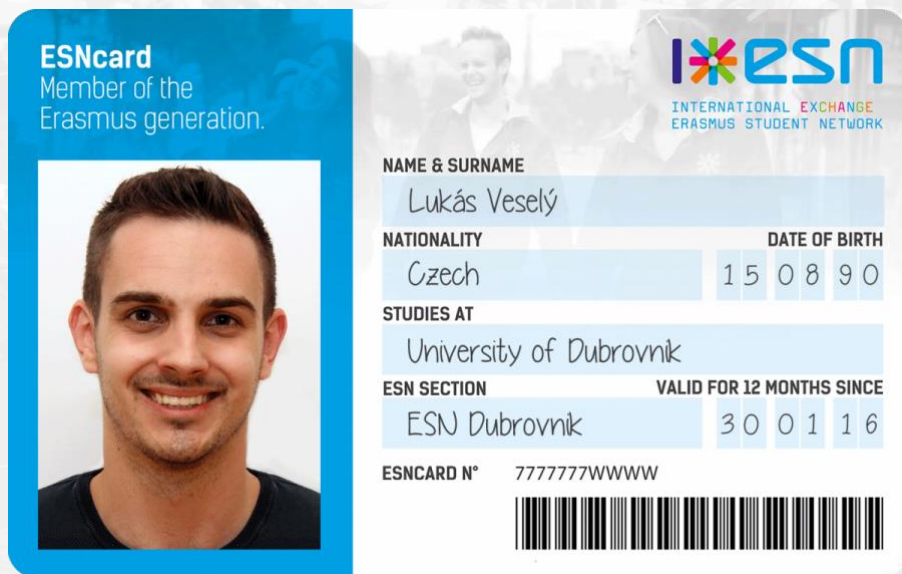 ESNcard
Member of the
Erasmus generation.
esn
INTERNATIONAL EXCHANGE
ERASMUS STUDENT NETWORK
NAME & SURNAME
Lukás Veselý
NATIONALITY DATE OF BIRTH
Czech 15 08 90
STUDIES AT
University of Dubrovnik
ESN SECTION VALID FOR 12 MONTHS SINCE
ESN Dubrovnik 30 01 16
ESNCARD N° 7777777WWWW